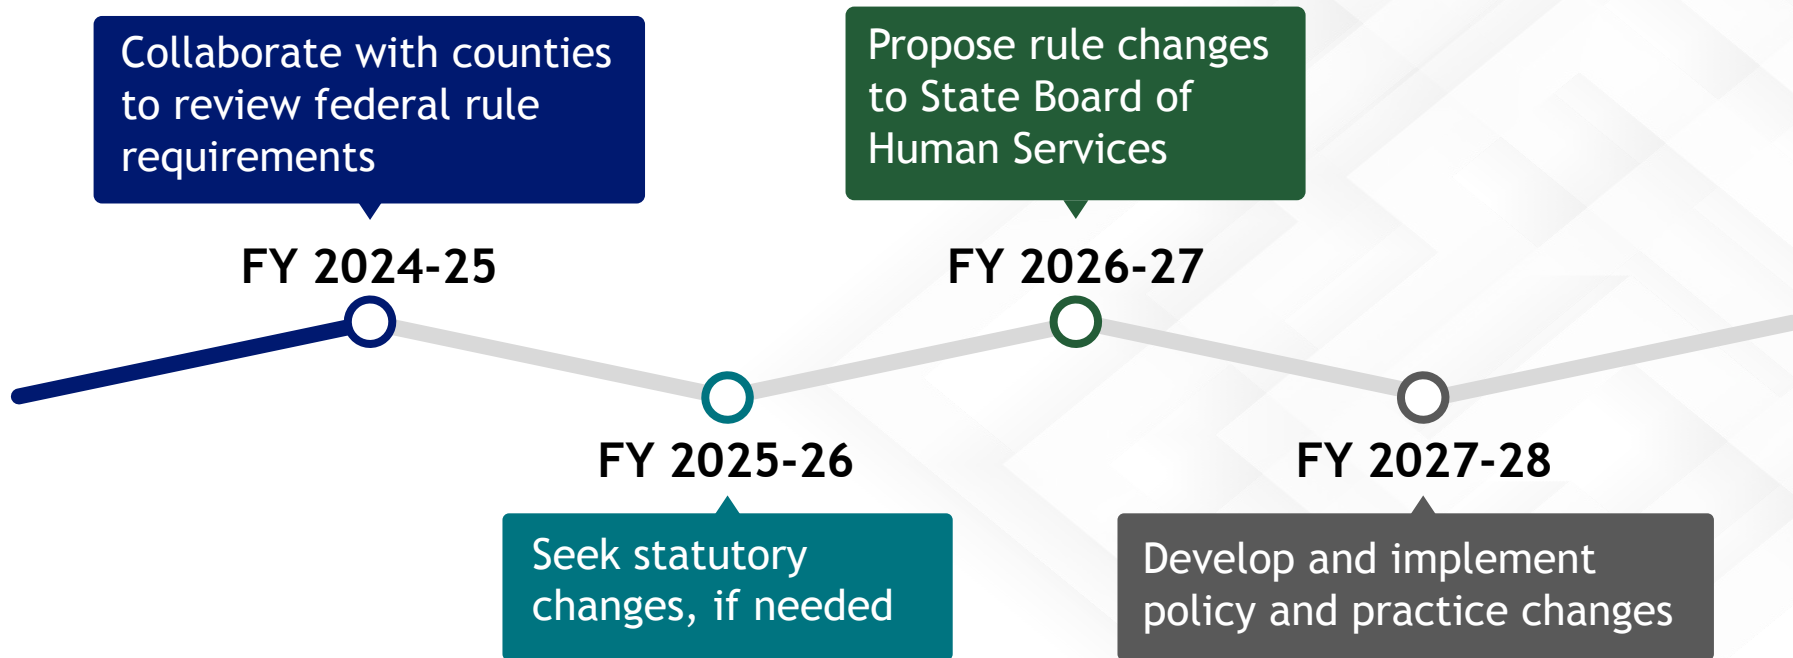 Collaborate with counties
to review federal rule
requirements
FY 2024-25
Seek statutory
changes, if needed
FY 2025-26
Propose rule changes
to State Board of
Human Services
FY 2026-27
FY 2027-28
Develop and implement
policy and practice changes